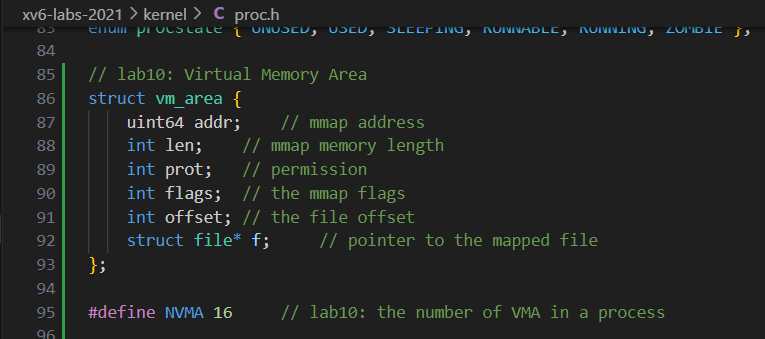 xv6-labs-2021 > kernel > C proc.h
83 enum procstate { UNUSED, USED, SLEEPING, RUNNABLE, RUNNING, ZOMBIE };
84
85 // lab10: Virtual Memory Area
86 struct vm_area {
87 uint64 addr; // mmap address
88 int len; // mmap memory length
89 int prot; // permission
90 int flags; // the mmap flags
91 int offset; // the file offset
92 struct file* f; // pointer to the mapped file
93 };
94
95 #define NVMA 16 // lab10: the number of VMA in a process
96